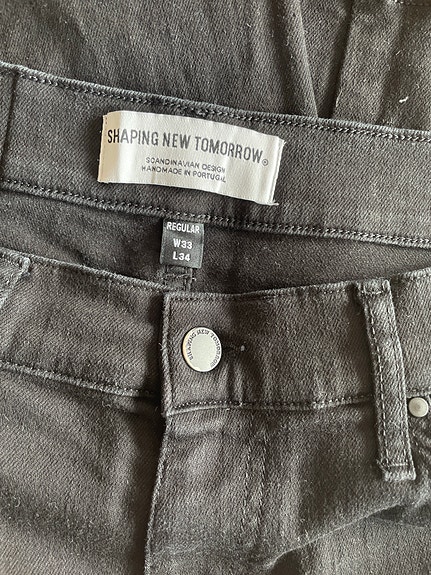 SHAPING NEW TOMORROW®
SCANDINAVIAN DESIGN
HANDMADE IN PORTUGAL
REGULAR
W33
L34
SHAPING NEW TOMORROW